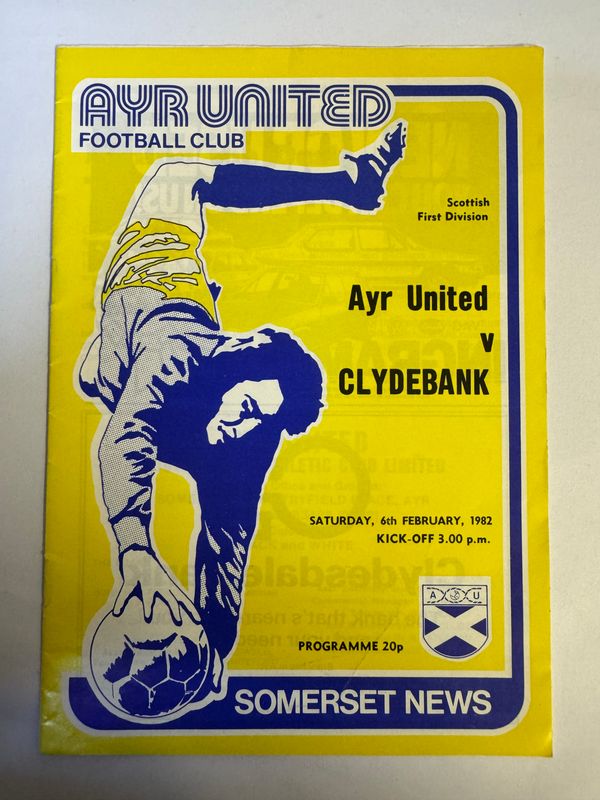 AYR UNITED
FOOTBALL CLUB
Scottish
First Division
Ayr United
v
CLYDEBANK
SATURDAY, 6th FEBRUARY, 1982
KICK-OFF 3.00 p.m.
A U
PROGRAMME 20p
SOMERSET NEWS